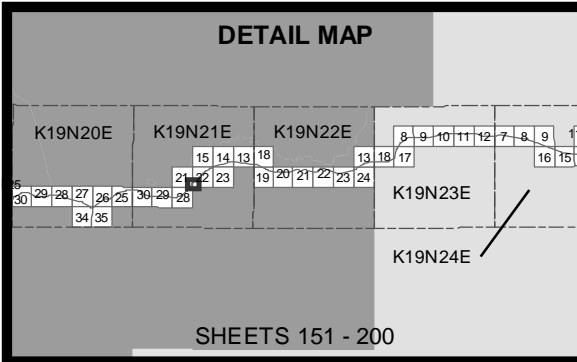 DETAIL MAP
K19N20E K19N21E K19N22E
8 9 10 11 12 7 8 9
15 14 13 18 13 18 17 16 15
21 22 23 19 20 21 22 23 24
30 29 28 27 26 25 30 29 28
34 35
K19N23E
K19N24E
SHEETS 151 - 200